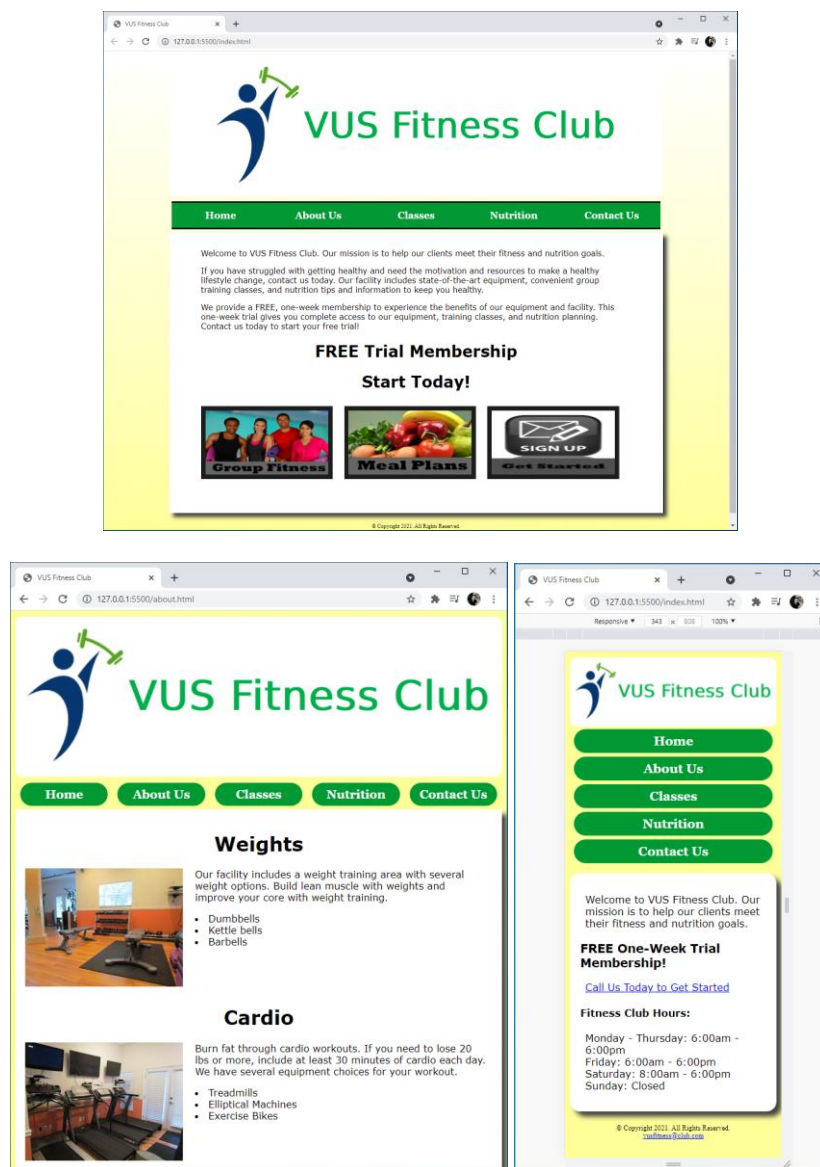 VUS Fitness Club
127.0.0.1:5500/index.html
VUS Fitness Club
Home About Us Classes Nutrition Contact Us
Welcome to VUS Fitness Club. Our mission is to help our clients meet their fitness and nutrition goals.
If you have struggled with getting healthy and need the motivation and resources to make a healthy
lifestyle change, contact us today. Our facility includes state-of-the-art equipment, convenient group
training classes, and nutrition tips and information to keep you healthy.
We provide a FREE, one-week membership to experience the benefits of our equipment and facility. This
one-week trial gives you complete access to our equipment, training classes, and nutrition planning.
Contact us today to start your free trial!
FREE Trial Membership
Start Today!
Group Fitness
Meal Plans
SIGN UP
Get Started
© Copyright 2021. All Rights Reserved.
VUS Fitness Club
127.0.0.1:5500/about.html
VUS Fitness Club
Home About Us Classes Nutrition Contact Us
Weights
Our facility includes a weight training area with several
weight options. Build lean muscle with weights and
improve your core with weight training.
• Dumbbells
• Kettle bells
• Barbells
Cardio
Burn fat through cardio workouts. If you need to lose 20
lbs or more, include at least 30 minutes of cardio each day.
We have several equipment choices for your workout.
• Treadmills
• Elliptical Machines
• Exercise Bikes
VUS Fitness Club
127.0.0.1:5500/index.html
Responsive ▼ 343 x 100% ▼
VUS Fitness Club
Home
About Us
Classes
Nutrition
Contact Us
Welcome to VUS Fitness Club. Our
mission is to help our clients meet
their fitness and nutrition goals.
FREE One-Week Trial
Membership!
Call Us Today to Get Started
Fitness Club Hours:
Monday - Thursday: 6:00am -
6:00pm
Friday: 6:00am - 6:00pm
Saturday: 8:00am - 6:00pm
Sunday: Closed
© Copyright 2021. All Rights Reserved.
vusfitness@club.com